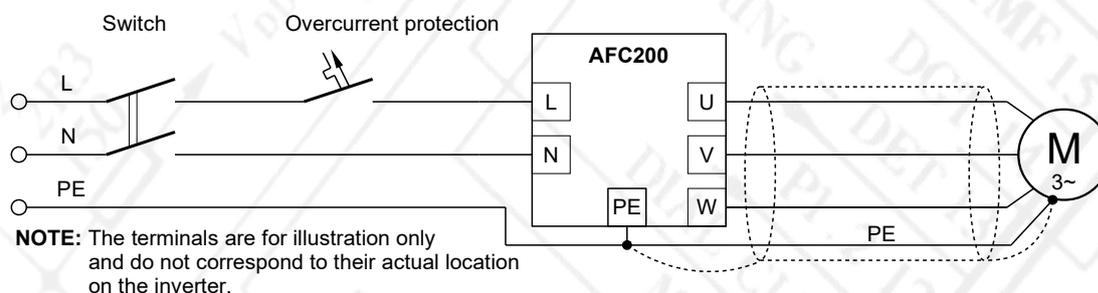 Switch
Overcurrent protection
AFC200
L
L
U
N
N
V
M
3~
PE
PE
W
PE
NOTE: The terminals are for illustration only
and do not correspond to their actual location
on the inverter.